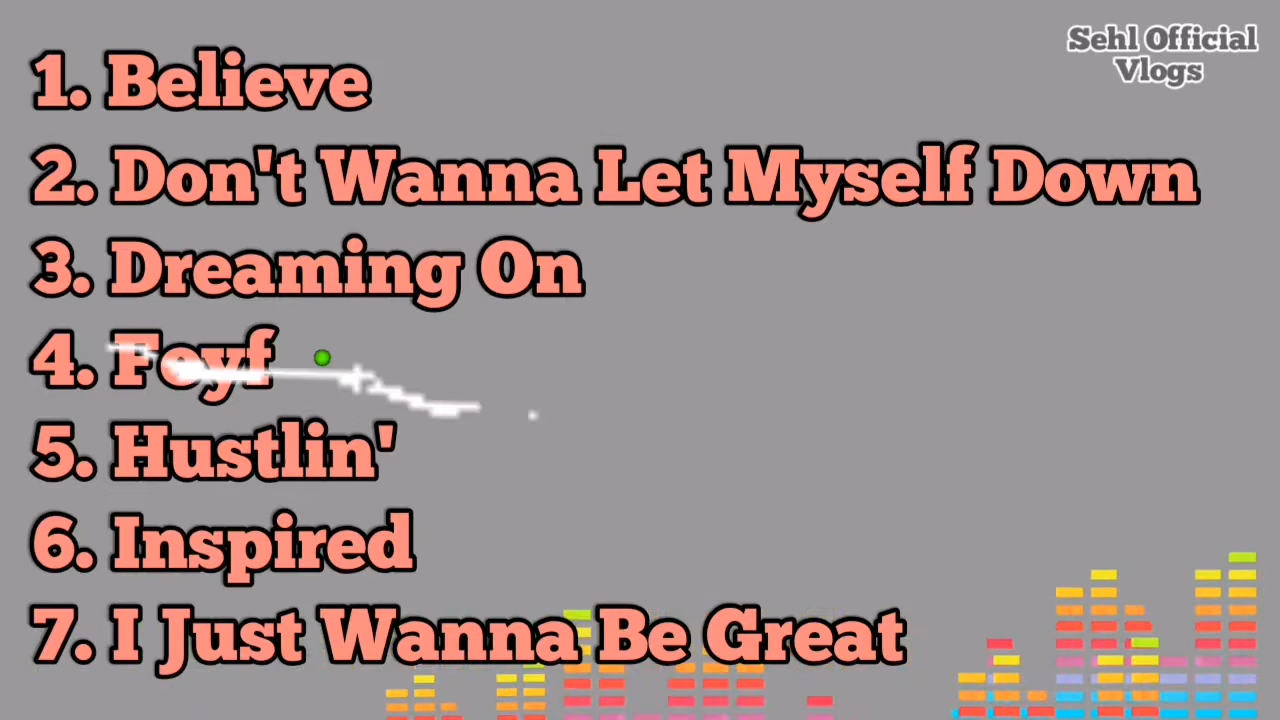 Sehl Official
Vlogs
1. Believe
2. Don't Wanna Let Myself Down
3. Dreaming On
4. Foyf
5. Hustlin'
6. Inspired
7. I Just Wanna Be Great